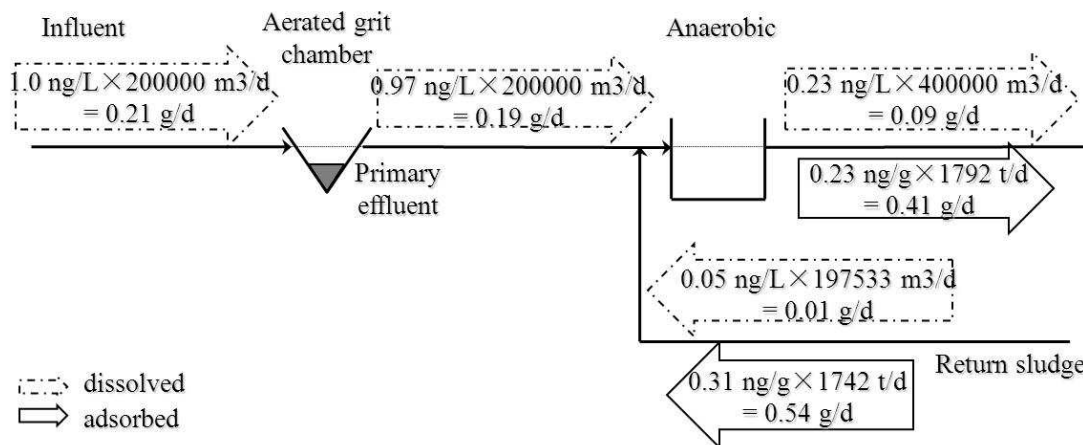 Influent
Aerated grit
chamber
Anaerobic
1.0 ng/L×200000 m3/d
= 0.21 g/d
0.97 ng/L×200000 m3/d
= 0.19 g/d
0.23 ng/L×400000 m3/d
= 0.09 g/d
Primary
effluent
0.23 ng/g×1792 t/d
= 0.41 g/d
0.05 ng/L×197533 m3/d
= 0.01 g/d
Return sludge
0.31 ng/g×1742 t/d
= 0.54 g/d
dissolved
adsorbed